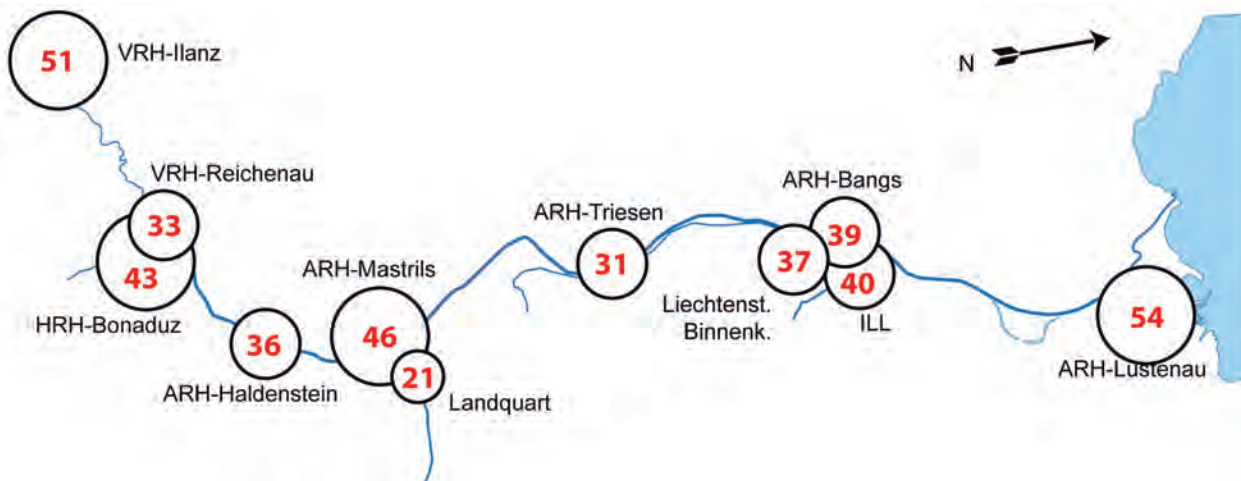 51
VRH-Ilanz
N
VRH-Reichenau
33
43
HRH-Bonaduz
36
ARH-Haldenstein
ARH-Mastrils
46
21
Landquart
ARH-Triesen
31
ARH-Bangs
39
37
40
Liechtenst.
Binnenk.
ILL
54
ARH-Lustenau